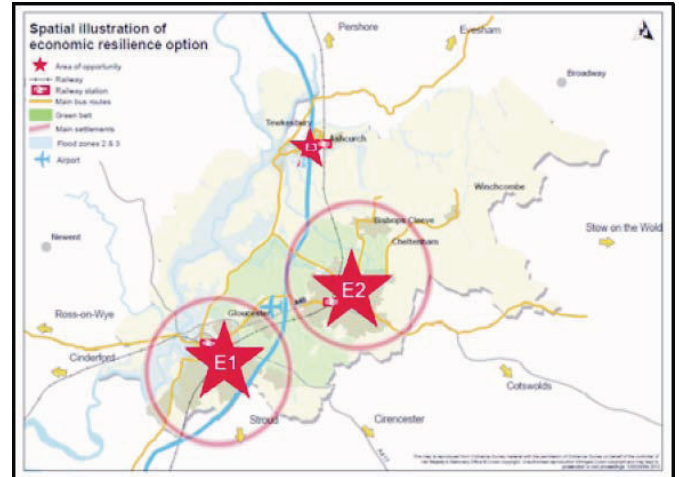 Spatial illustration of
economic resilience option
Area of opportunity
Railway
Railway station
Main bus routes
Green belt
Main settlements
Flood zones 2 & 3
Airport
Pershore
Evesham
Broadway
Tewkesbury
Ashcurch
Winchcombe
Bishops Cleeve
Stow on the Wold
Newent
Cheltenham
E2
Ross-on-Wye
Gloucester
Cinderford
E1
Cotswolds
Stroud
Cirencester